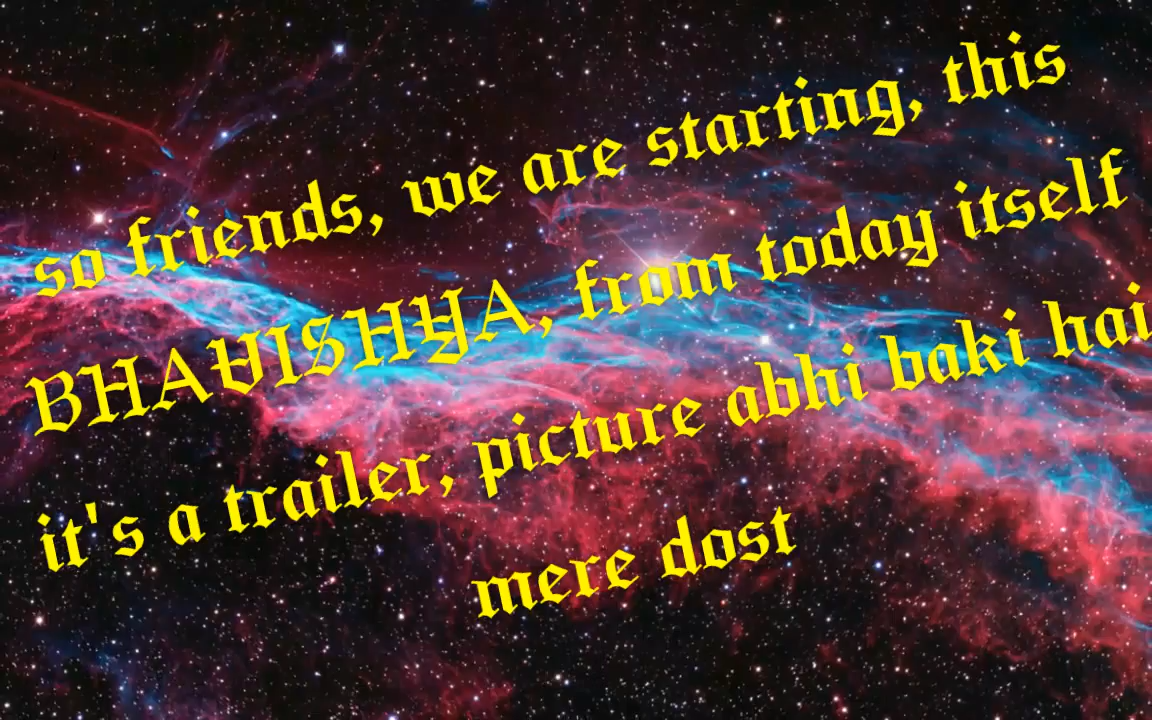 so friends, we are starting, this
BHAVISHYA, from today itself
it's a trailer, picture abhi baki hai
mere dost